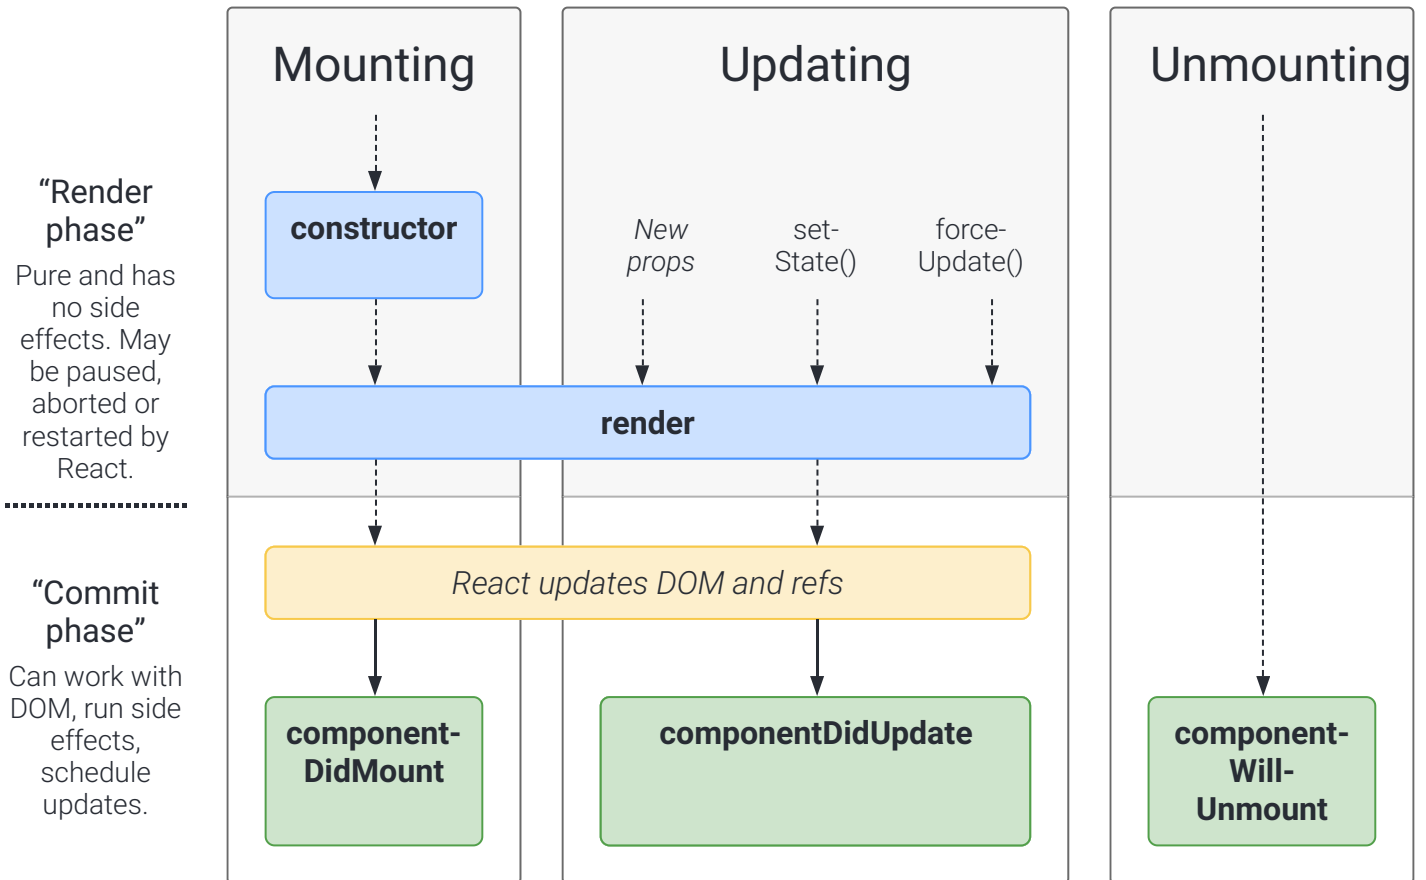 Mounting
Updating
Unmounting
“Render
phase”
Pure and has
no side
effects. May
be paused,
aborted or
restarted by
React.
constructor
New
props
set-
State()
force-
Update()
render
“Commit
phase”
Can work with
DOM, run side
effects,
schedule
updates.
React updates DOM and refs
component-
DidMount
componentDidUpdate
component-
Will-
Unmount